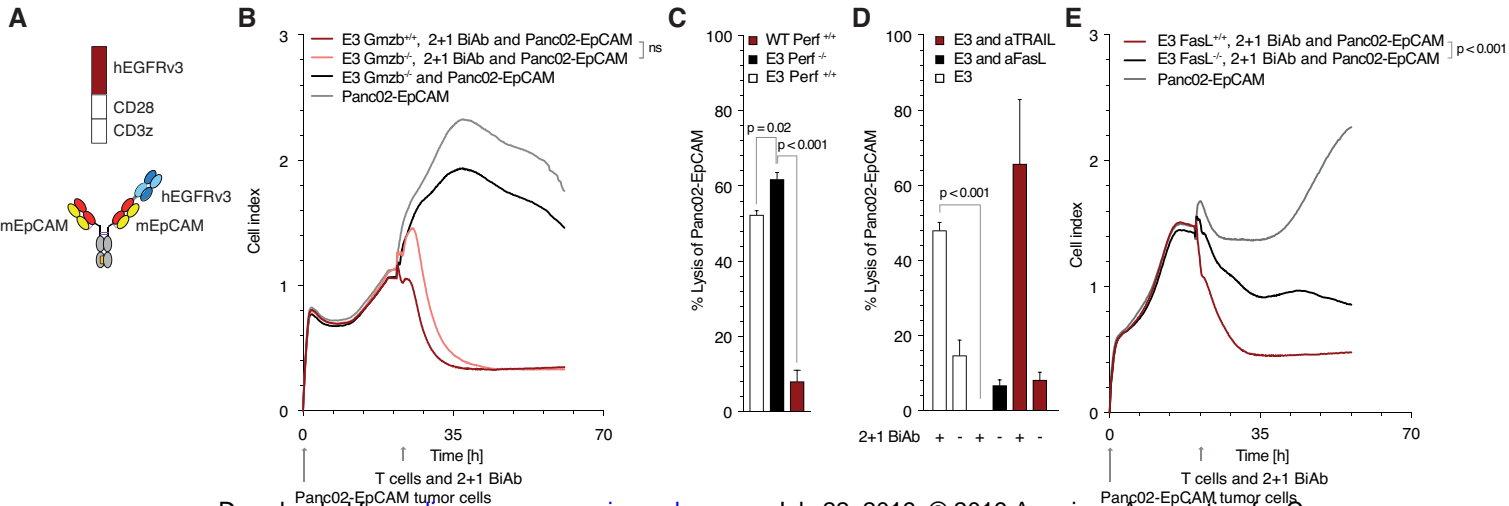 A
hEGFRv3
CD28
CD3z
hEGFRv3
mEpCAM
mEpCAM
B
3
2
1
0
Cell index
E3 Gmzb+/+, 2+1 BiAb and Panc02-EpCAM
E3 Gmzb-/-, 2+1 BiAb and Panc02-EpCAM
ns
E3 Gmzb-/- and Panc02-EpCAM
Panc02-EpCAM
0 35 70
Time [h]
T cells and 2+1 BiAb
Panc02-EpCAM tumor cells
C
100
80
60
40
20
0
% Lysis of Panc02-EpCAM
WT Perf +/+
E3 Perf -/-
E3 Perf +/+
p = 0.02
p < 0.001
D
100
80
60
40
20
0
% Lysis of Panc02-EpCAM
E3 and aTRAIL
E3 and aFasL
E3
p < 0.001
2+1 BiAb + - + - + -
E
3
2
1
0
Cell index
E3 FasL+/+, 2+1 BiAb and Panc02-EpCAM
E3 FasL-/-, 2+1 BiAb and Panc02-EpCAM
p < 0.001
Panc02-EpCAM
0 35 70
Time [h]
T cells and 2+1 BiAb
Panc02-EpCAM tumor cells